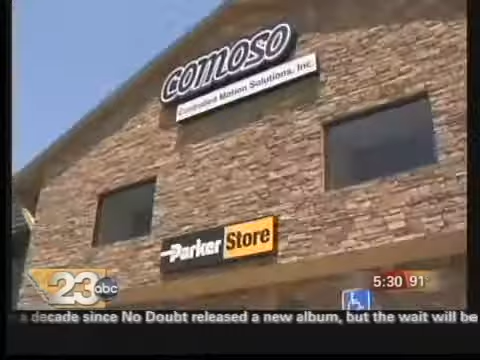 comoso
Controlled Motion Solutions, Inc.
Parker Store
23 abc
5:30 91
a decade since No Doubt released a new album, but the wait will be